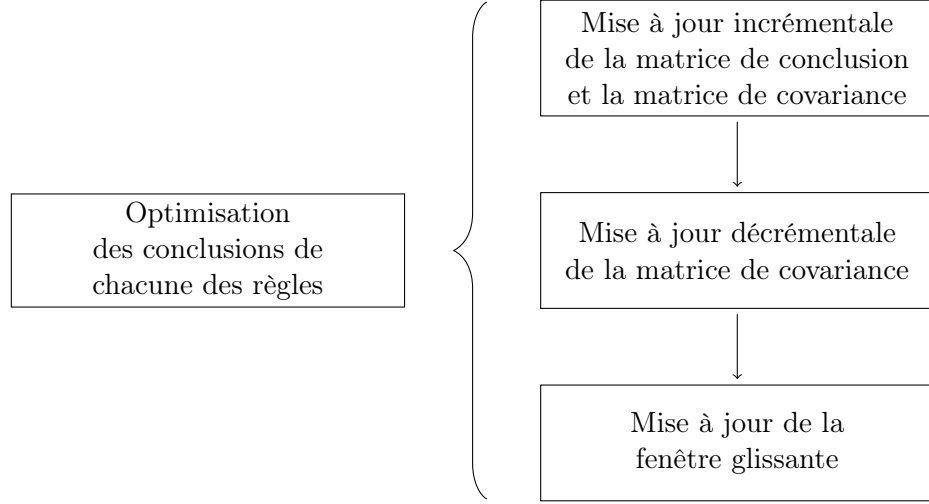 Optimisation
des conclusions de
chacune des règles
Mise à jour incrémentale
de la matrice de conclusion
et la matrice de covariance
Mise à jour décrémentale
de la matrice de covariance
Mise à jour de la
fenêtre glissante